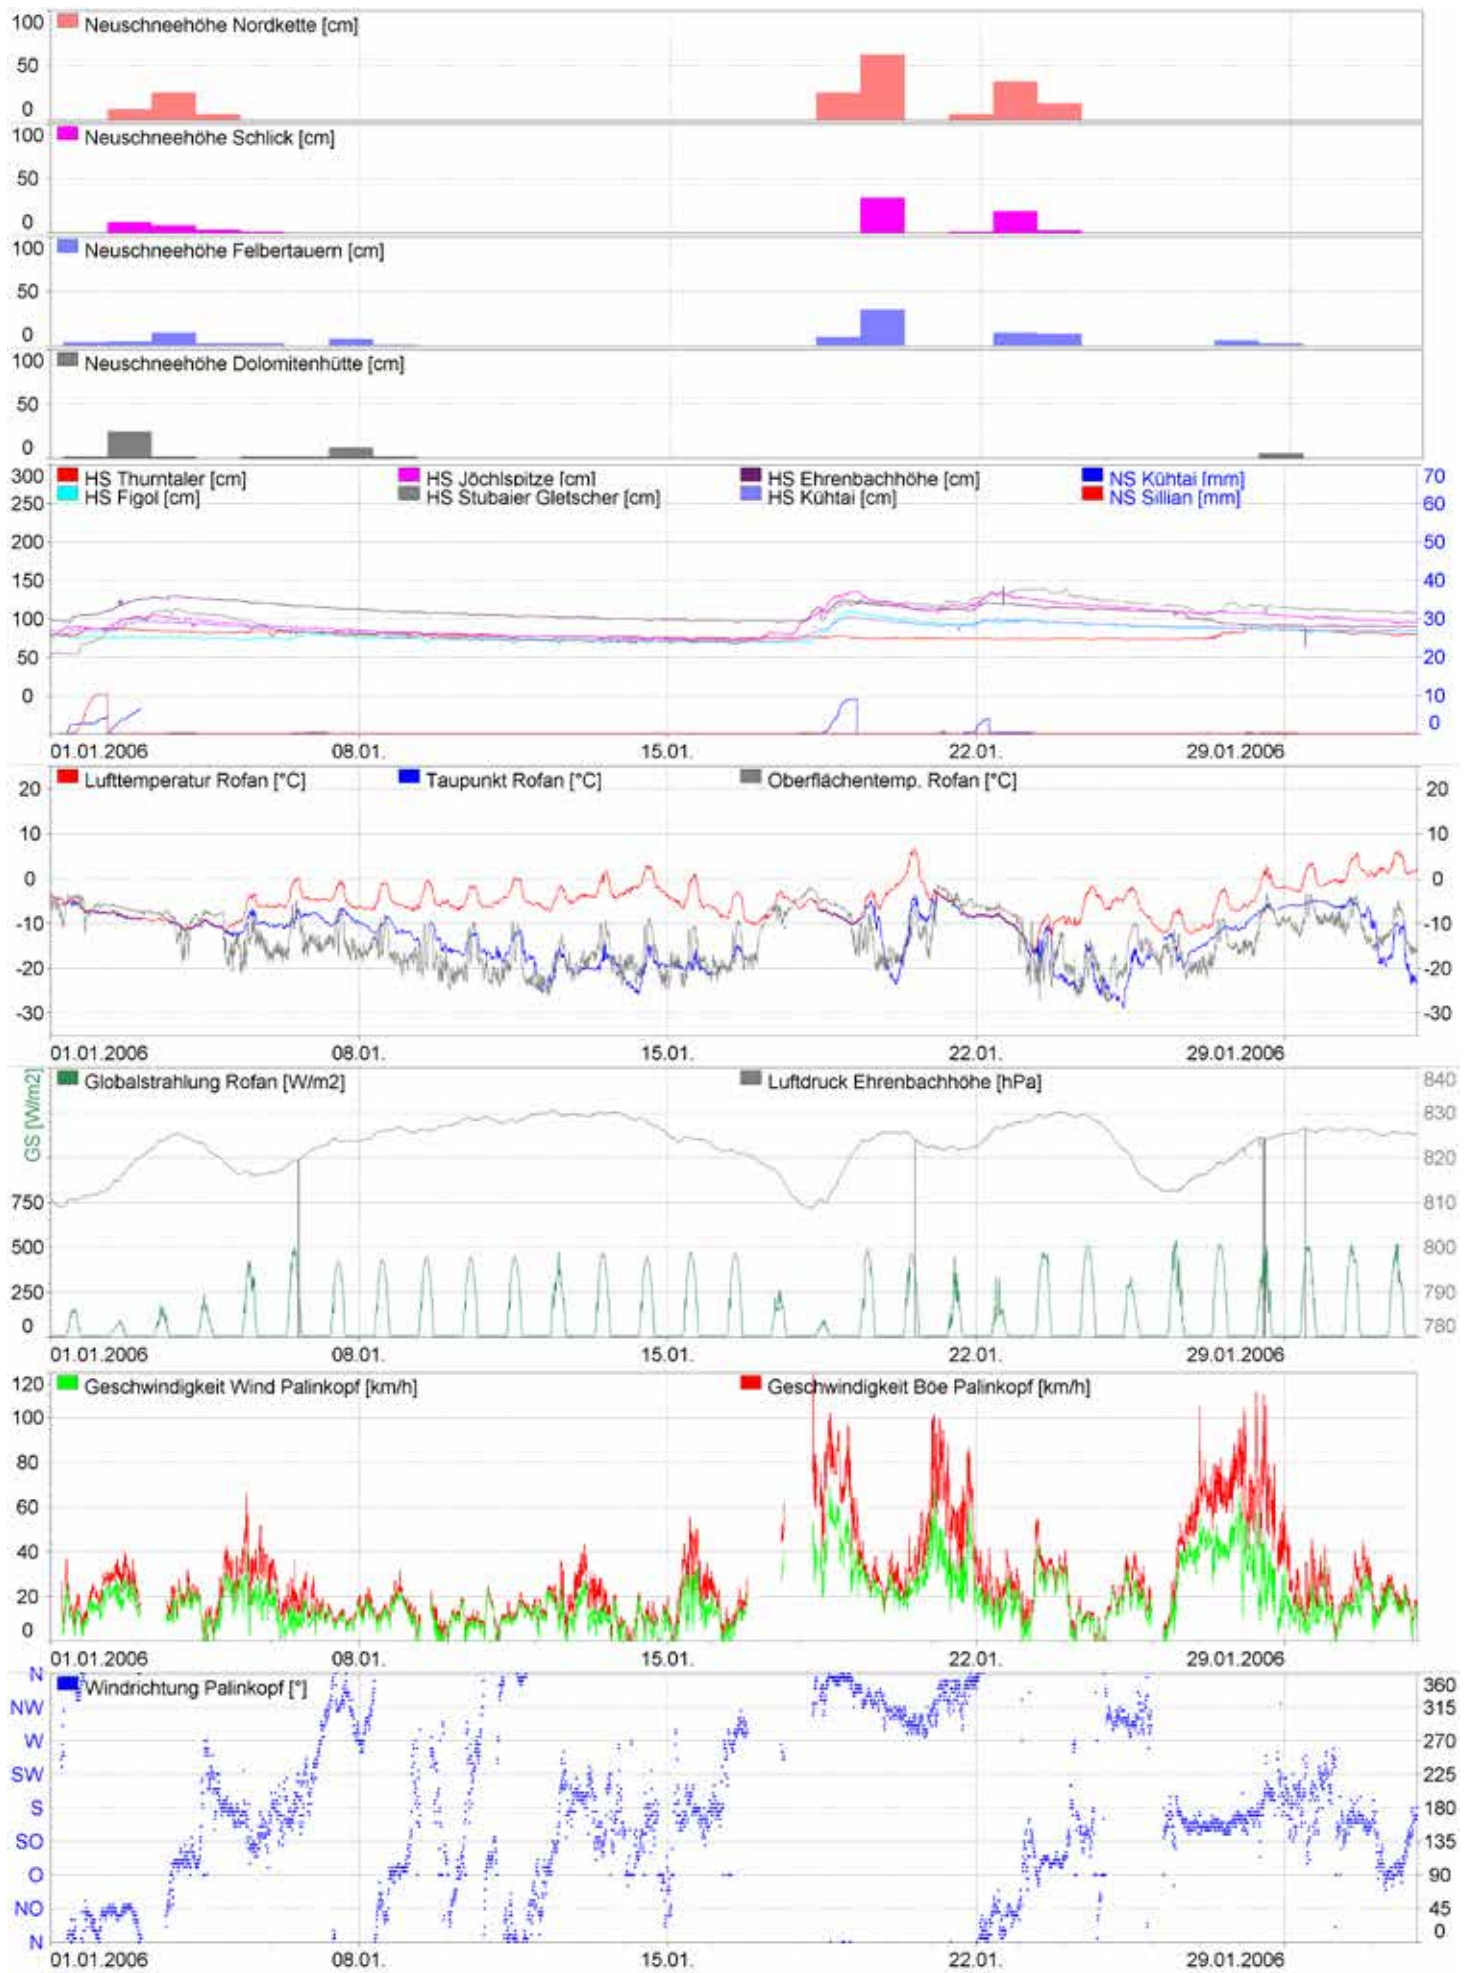 100 Neuschneehöhe Nordkette [cm]
50
0
100 Neuschneehöhe Schlick [cm]
50
0
100 Neuschneehöhe Felbertauern [cm]
50
0
100 Neuschneehöhe Dolomitenhütte [cm]
50
0
300 HS Thurntaler [cm] HS Jöchlspitze [cm] HS Ehrenbachhöhe [cm] NS Kühtai [mm] 70
HS Figol [cm] HS Stubaier Gletscher [cm] HS Kühtai [cm] NS Sillian [mm]
250 60
200 50
150 40
100 30
50 20
0 10
0
01.01.2006 08.01. 15.01. 22.01. 29.01.2006
Lufttemperatur Rofan [°C] Taupunkt Rofan [°C] Oberflächentemp. Rofan [°C]
20 20
10 10
0 0
-10 -10
-20 -20
-30 -30
01.01.2006 08.01. 15.01. 22.01. 29.01.2006
GS [W/m2] Globalstrahlung Rofan [W/m2] Luftdruck Ehrenbachhöhe [hPa] 840
830
820
750 810
500 800
250 790
0 780
01.01.2006 08.01. 15.01. 22.01. 29.01.2006
120 Geschwindigkeit Wind Palinkopf [km/h] Geschwindigkeit Böe Palinkopf [km/h]
100
80
60
40
20
0
01.01.2006 08.01. 15.01. 22.01. 29.01.2006
N Windrichtung Palinkopf [°] 360
NW 315
W 270
SW 225
S 180
SO 135
O 90
NO 45
N 0
01.01.2006 08.01. 15.01. 22.01. 29.01.2006